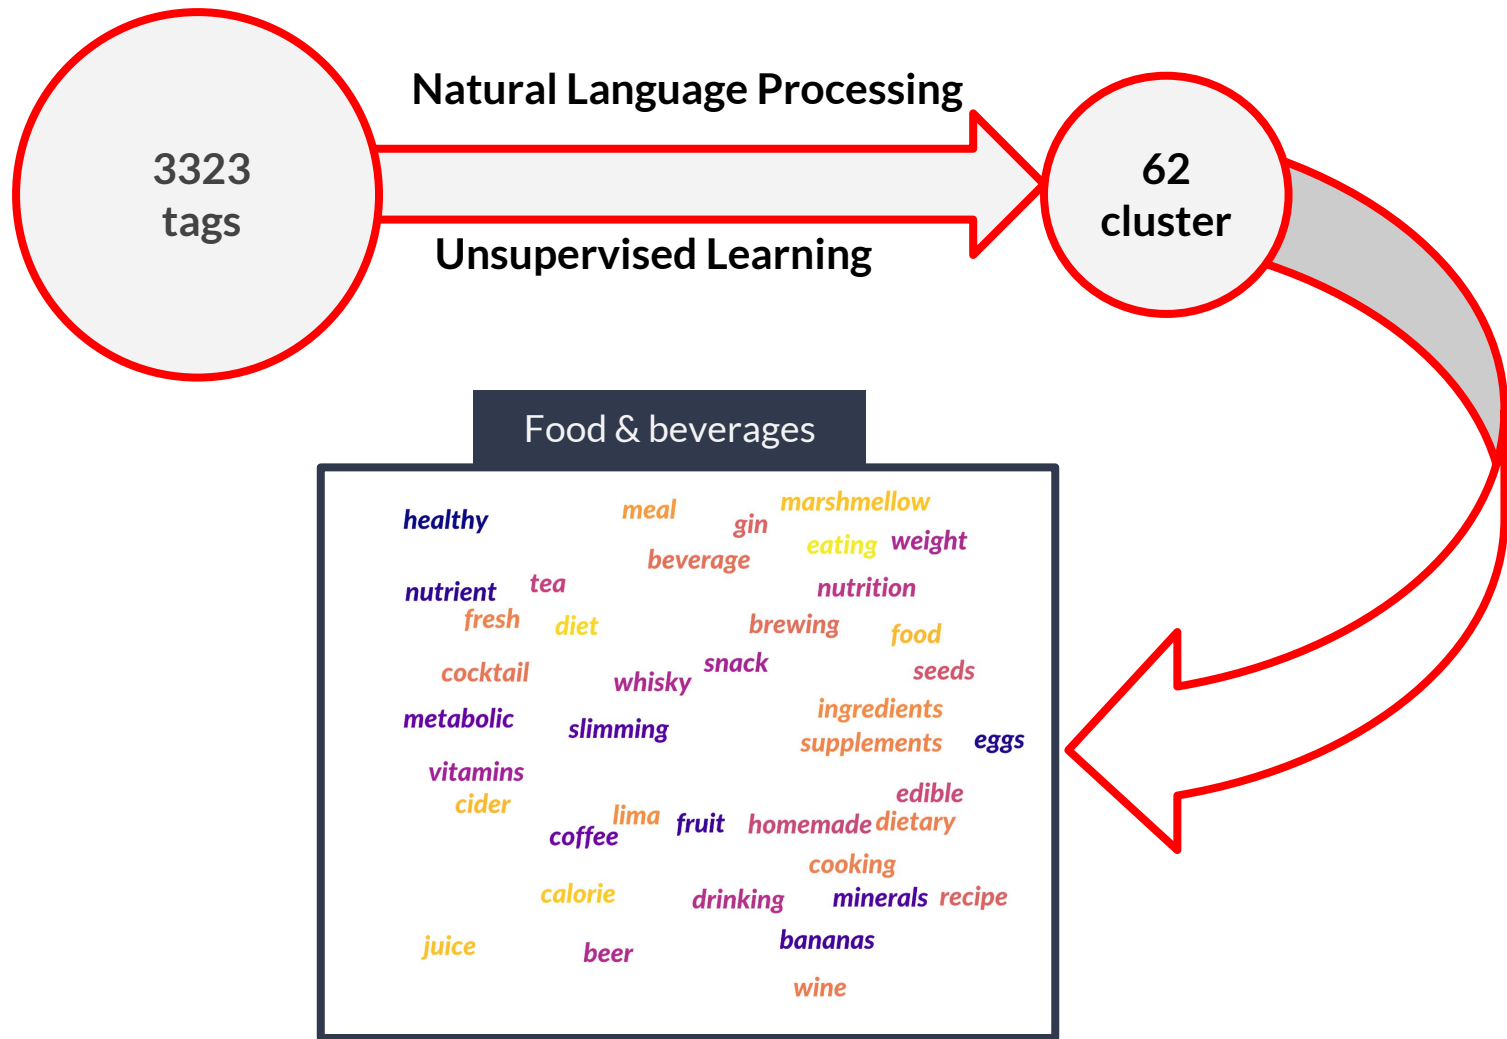 Natural Language Processing
3323
tags
62
cluster
Unsupervised Learning
Food & beverages
marshmellow
meal
healthy
gin
weight
eating
beverage
tea
nutrition
nutrient
fresh
diet
brewing
food
snack
cocktail
seeds
whisky
ingredients
metabolic
slimming
supplements
eggs
vitamins
edible
cider
lima
fruit
homemade
dietary
coffee
cooking
calorie
drinking
minerals
recipe
bananas
juice
beer
wine